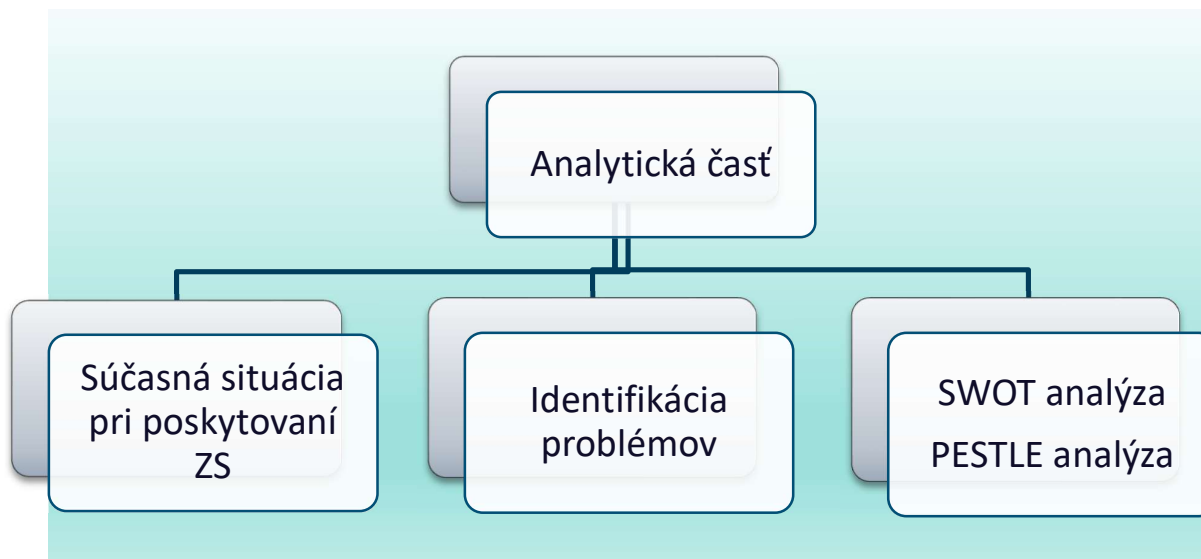 Analytická časť
Súčasná situácia
pri poskytovaní
ZS
Identifikácia
problémov
SWOT analýza
PESTLE analýza